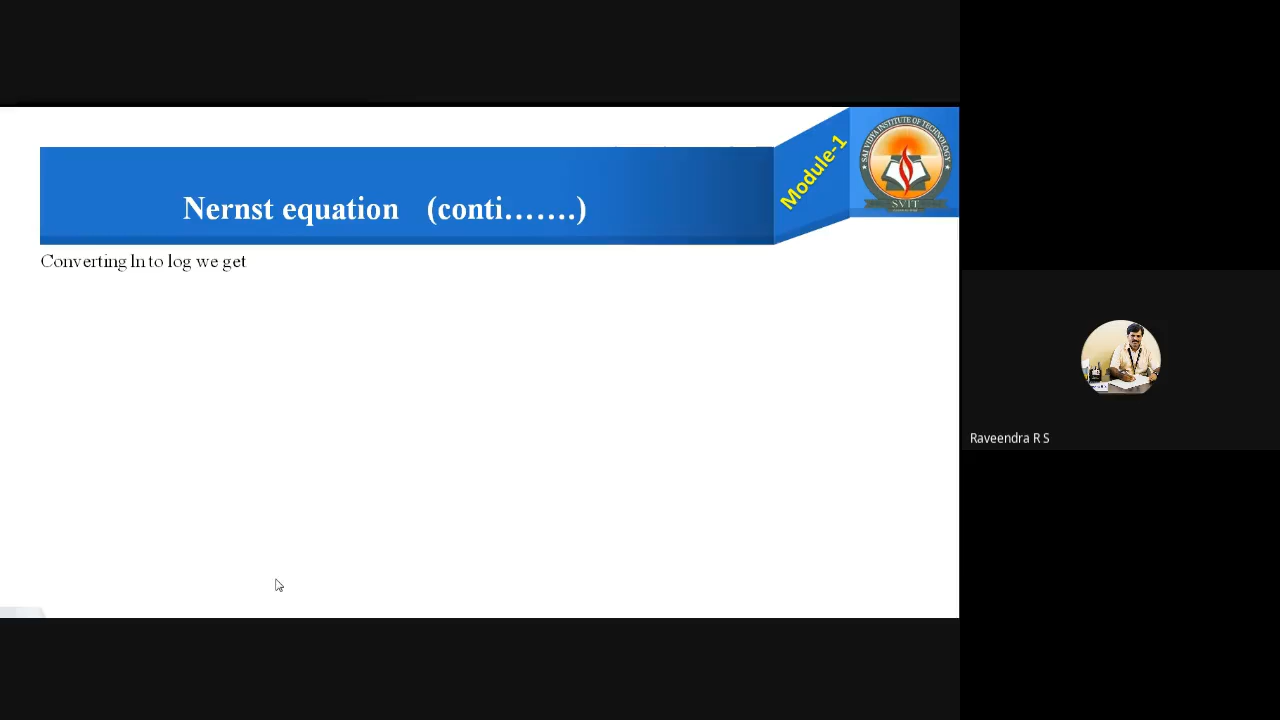 Module-1
SAI VIDYA INSTITUTE OF TECHNOLOGY
SVIT
Nernst equation (conti…….)
Converting ln to log we get
Raveendra R S